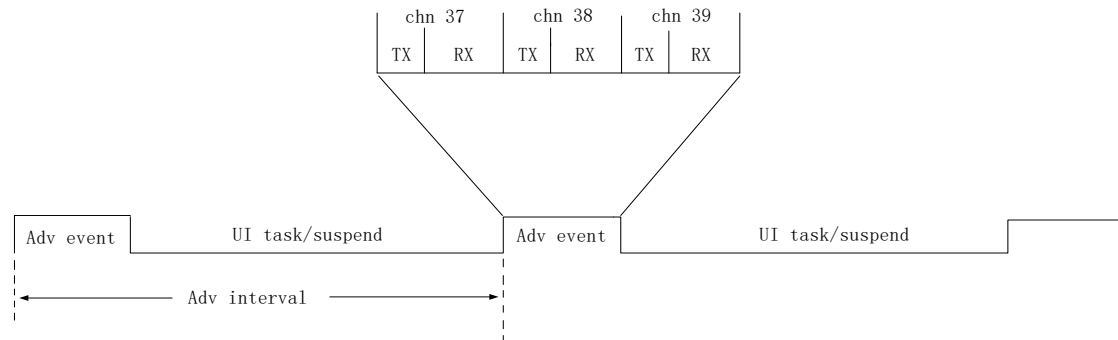 chn 37 chn 38 chn 39
TX RX TX RX TX RX
Adv event UI task/suspend Adv event UI task/suspend
Adv interval